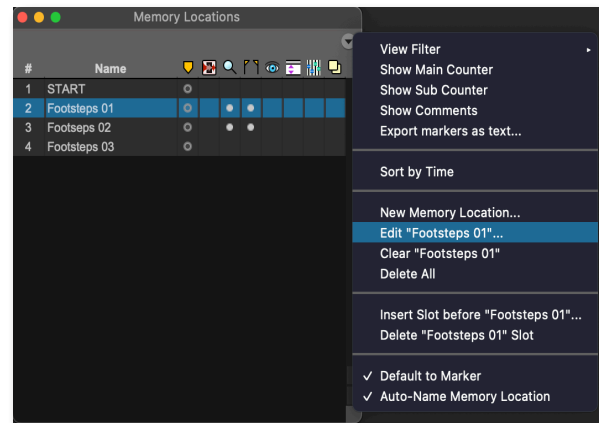 Memory Locations
# Name
1 START
2 Footsteps 01
3 Footseps 02
4 Footsteps 03
View Filter
Show Main Counter
Show Sub Counter
Show Comments
Export markers as text...
Sort by Time
New Memory Location...
Edit "Footsteps 01"...
Clear "Footsteps 01"
Delete All
Insert Slot before "Footsteps 01"...
Delete "Footsteps 01" Slot
✓ Default to Marker
✓ Auto-Name Memory Location